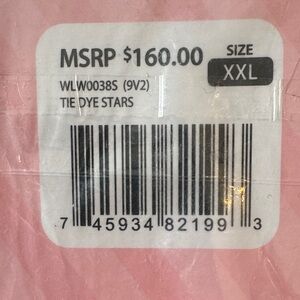 MSRP $160.00 SIZE
XXL
WLW0038S (9V2)
TIE DYE STARS
7 45934 82199 3